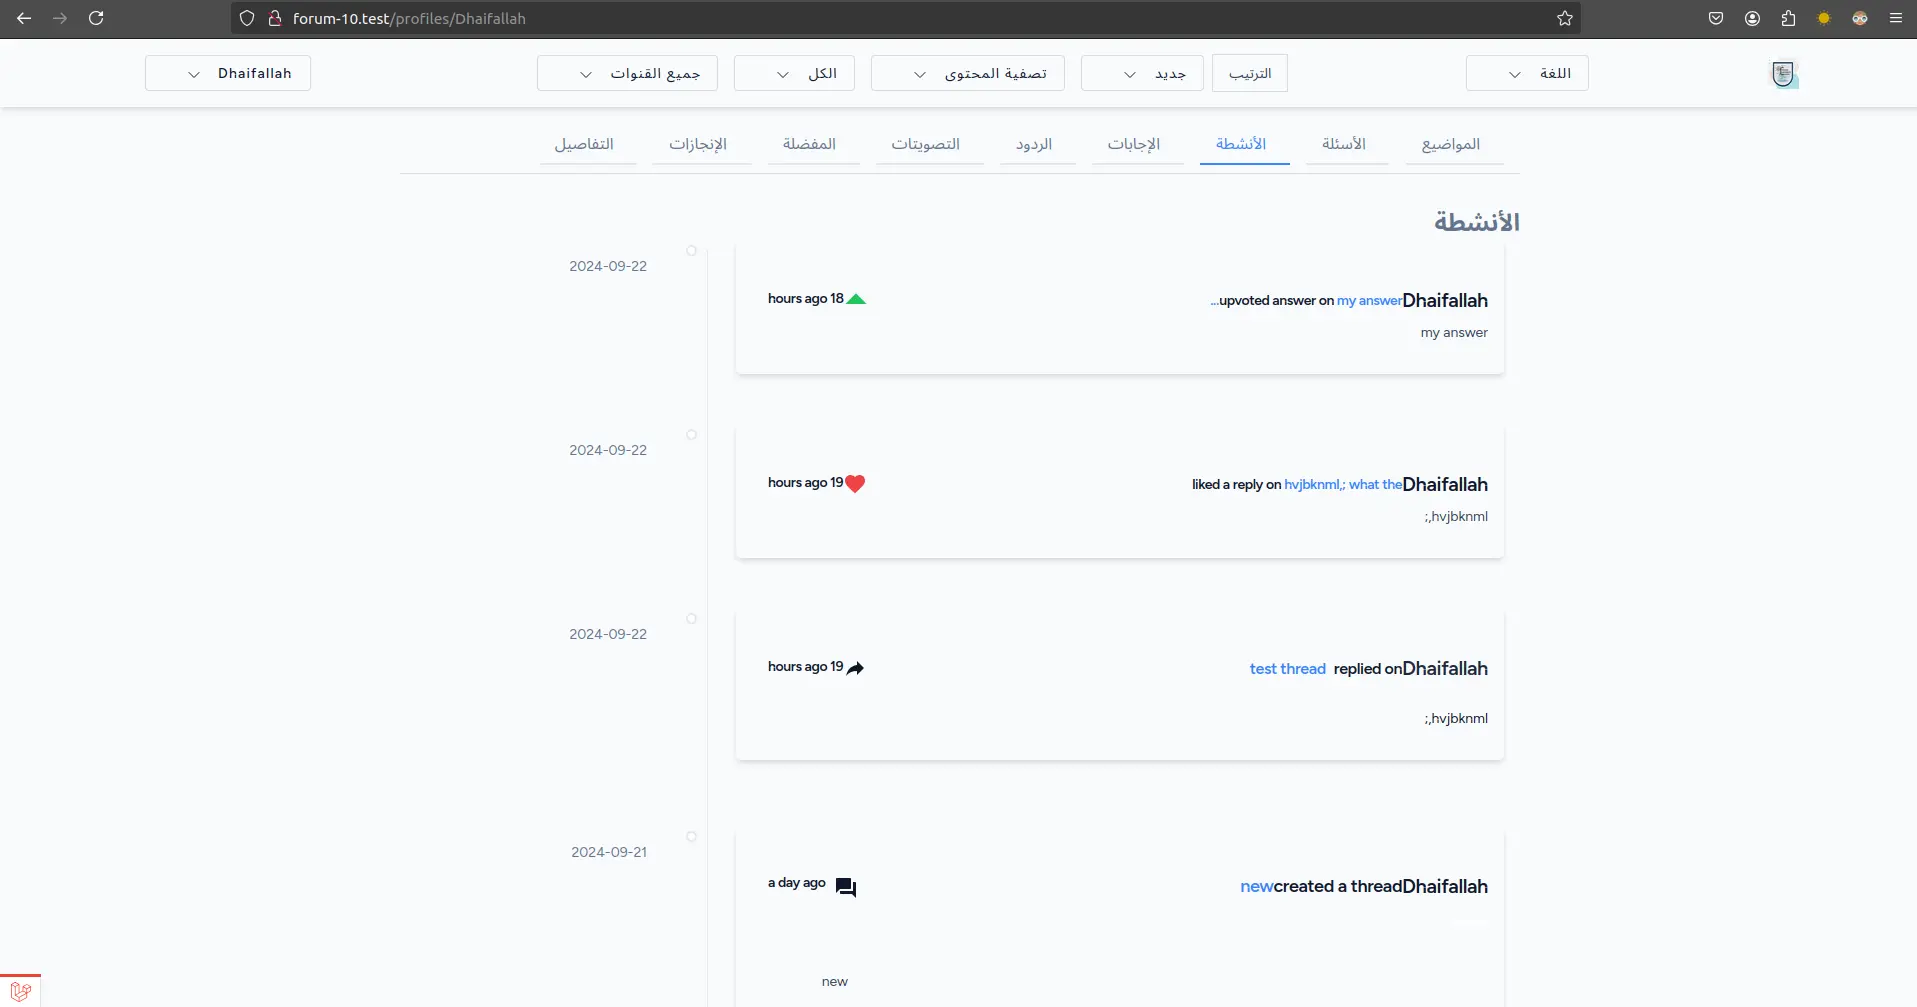 forum-10.test/profiles/Dhaifallah
اللغة
الترتيب
جديد
تصفية المحتوى
الكل
جميع القنوات
Dhaifallah
المواضيع
الأسئلة
الأنشطة
الإجابات
الردود
التصويتات
المفضلة
الإنجازات
التفاصيل
الأنشطة
Dhaifallah
upvoted answer on my answer...
hours ago 18
my answer
2024-09-22
Dhaifallah
liked a reply on hvjbknml,; what the
hours ago 19
;,hvjbknml
2024-09-22
Dhaifallah
replied on test thread
hours ago 19
;,hvjbknml
2024-09-22
Dhaifallah
created a thread new
a day ago
new
2024-09-21